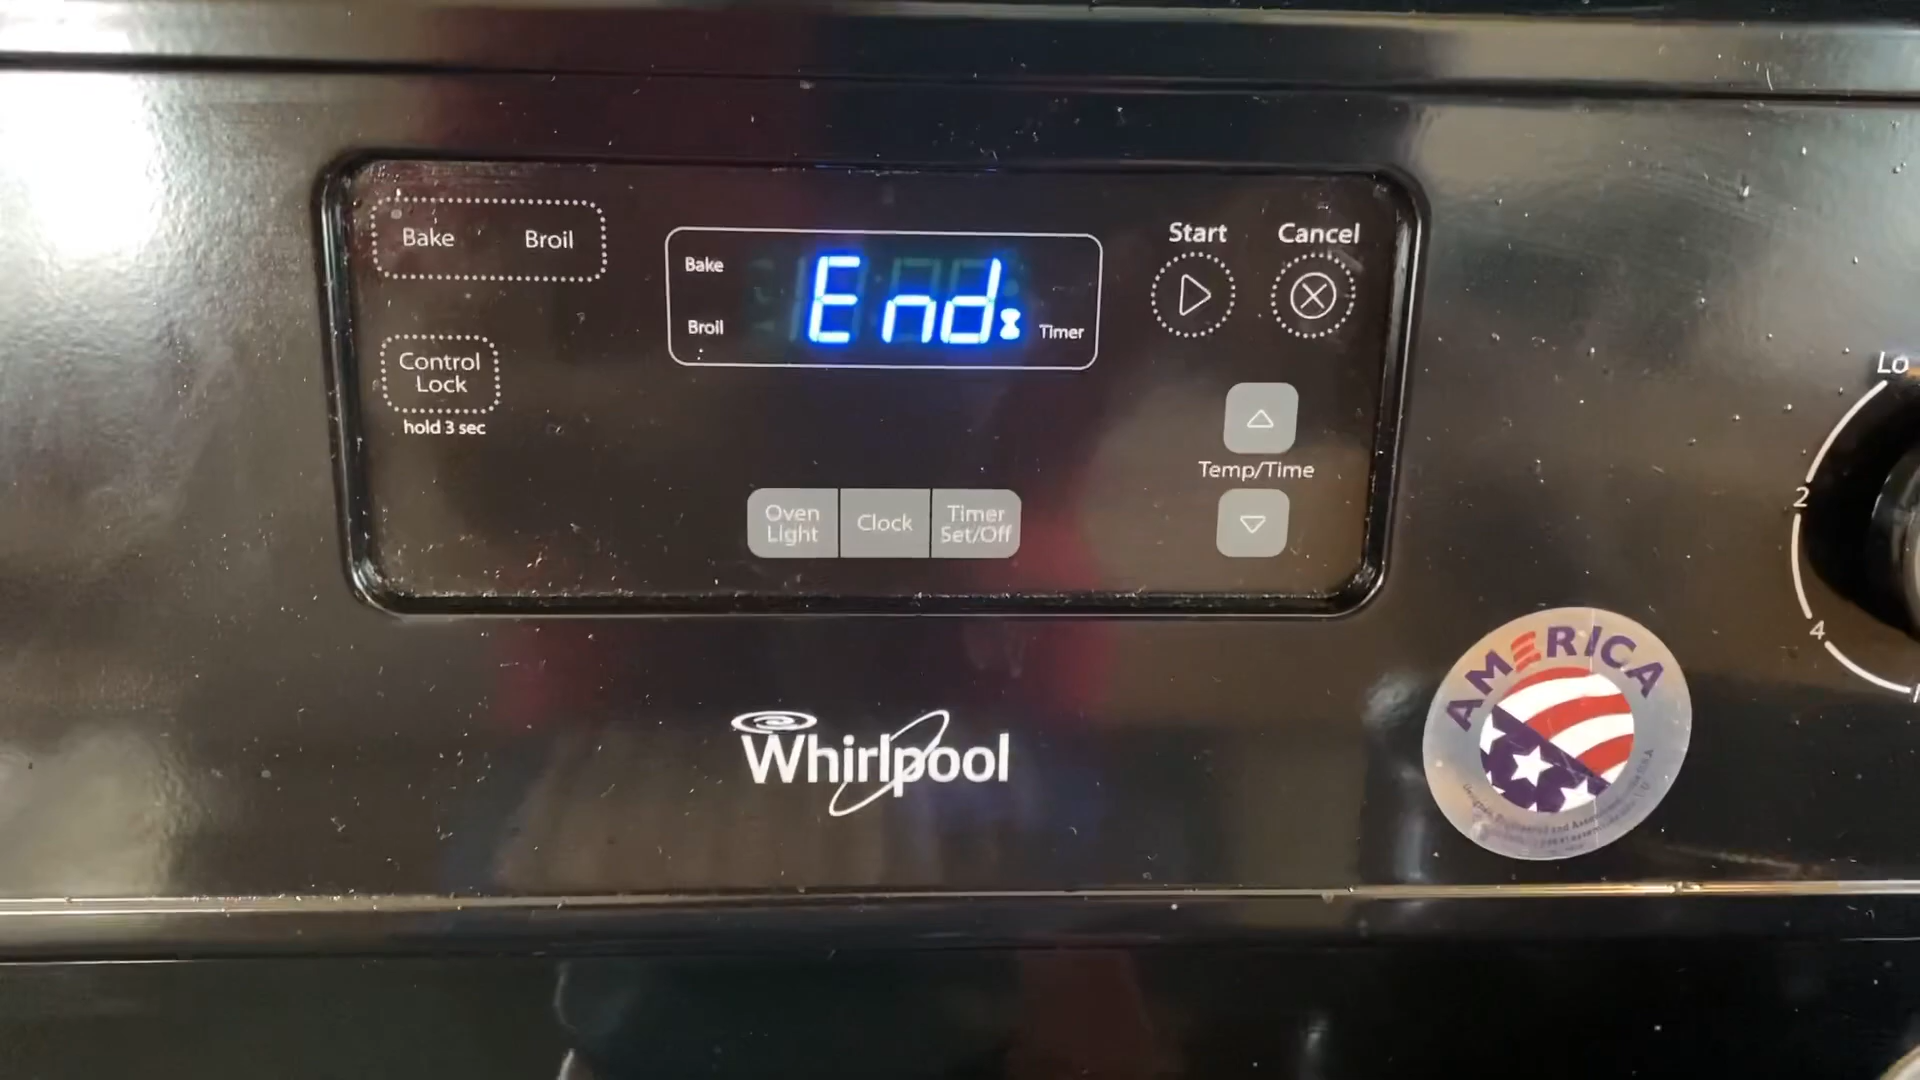 Bake Broil
Control
Lock
hold 3 sec
Bake
Broil
End
Timer
Start Cancel
Temp/Time
Oven
Light
Clock
Timer
Set/Off
Whirlpool
AMERICA
Lo
2
4